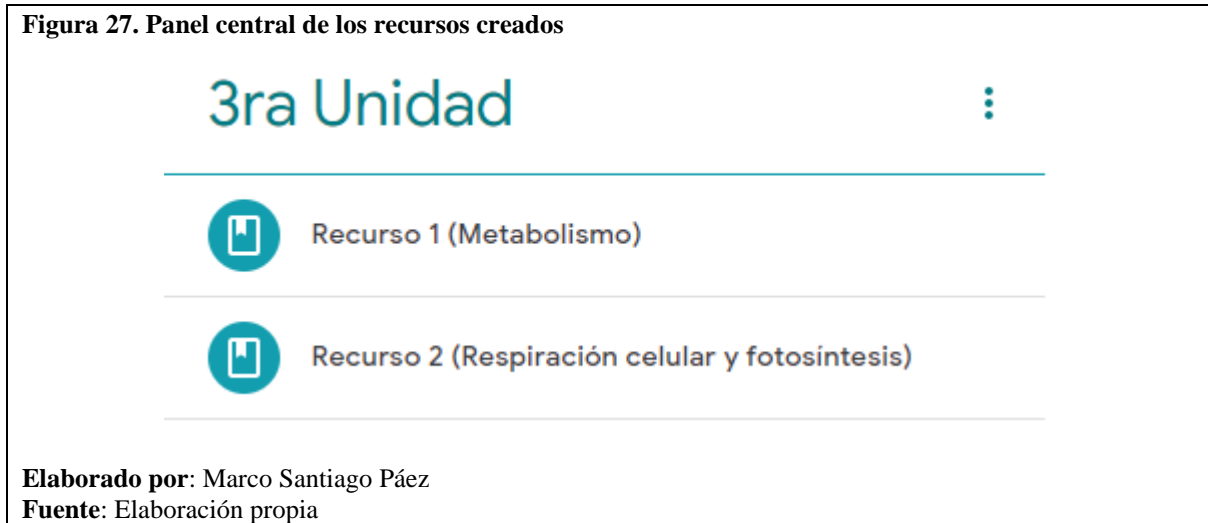 Figura 27. Panel central de los recursos creados
3ra Unidad
Recurso 1 (Metabolismo)
Recurso 2 (Respiración celular y fotosíntesis)
Elaborado por: Marco Santiago Páez
Fuente: Elaboración propia